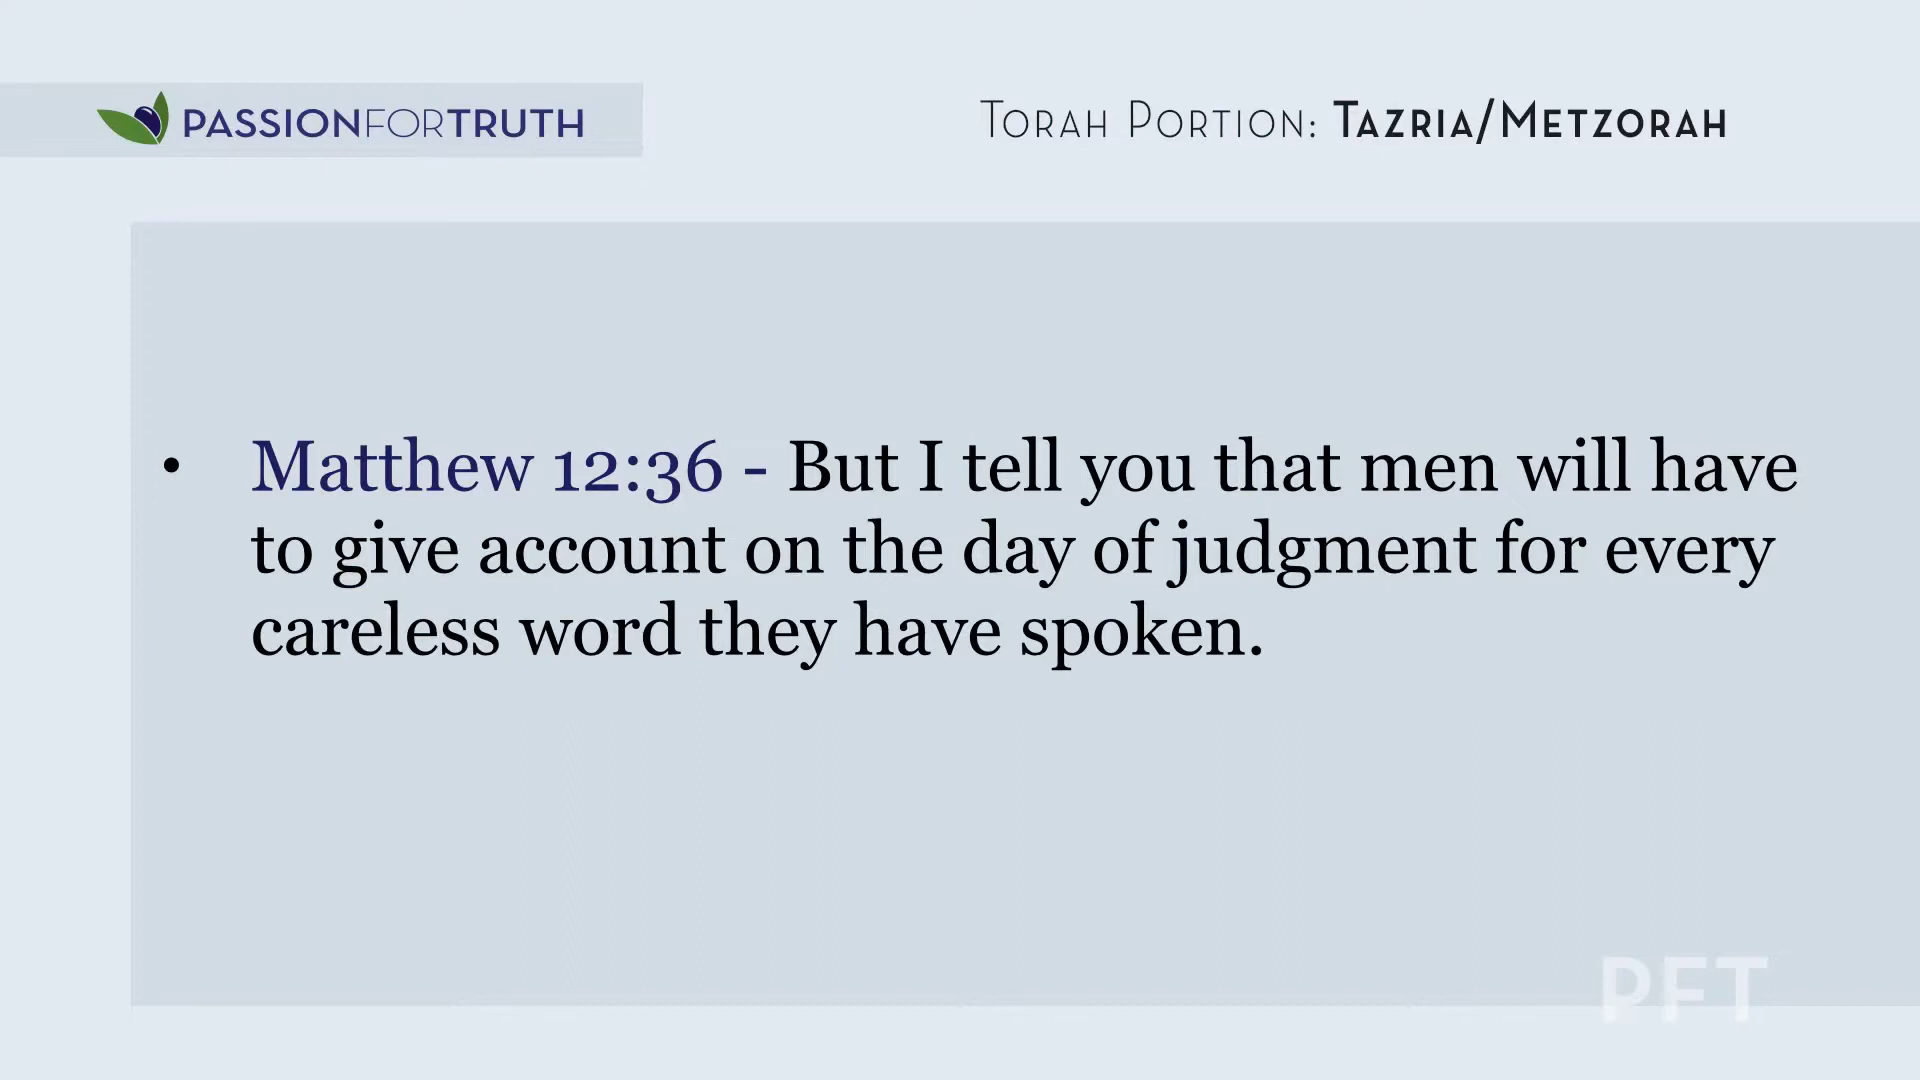 PASSIONFORTRUTH
TORAH PORTION: TAZRIA/METZORAH
• Matthew 12:36 - But I tell you that men will have
to give account on the day of judgment for every
careless word they have spoken.
PFT